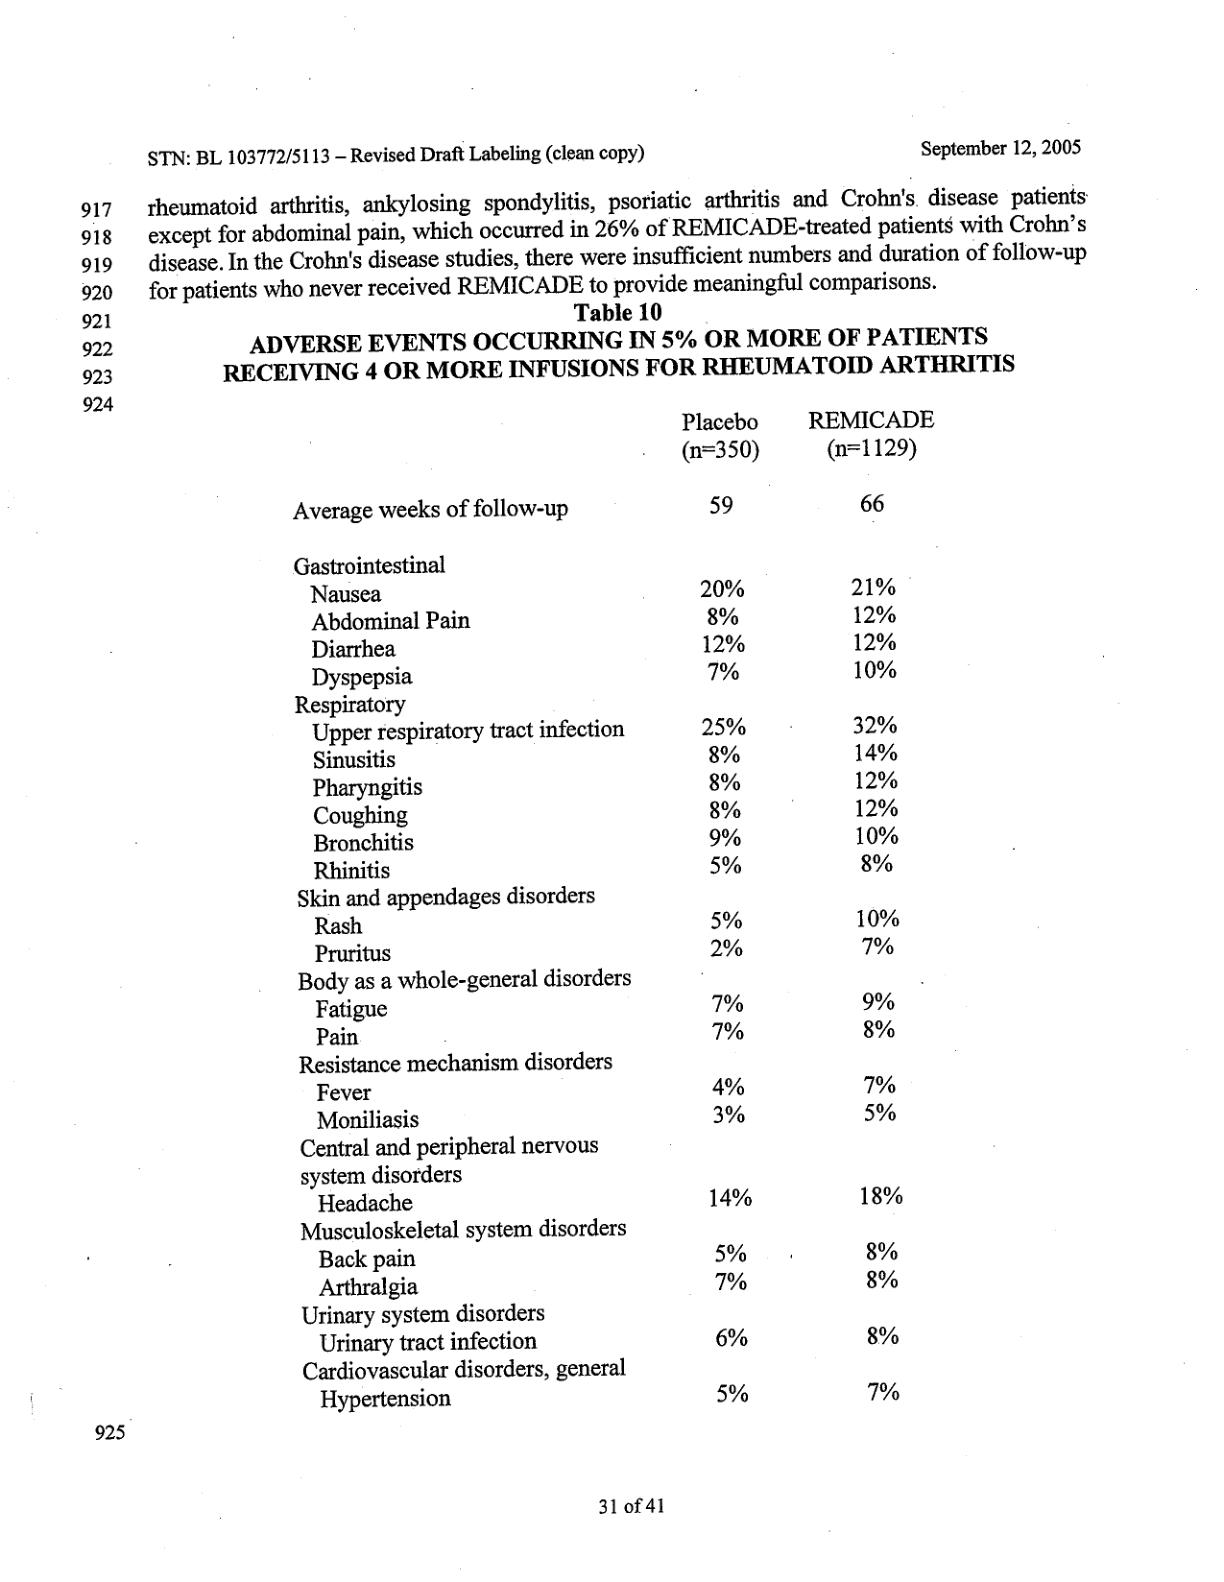 STN: BL 103772/5113 – Revised Draft Labeling (clean copy) September 12, 2005
917 rheumatoid arthritis, ankylosing spondylitis, psoriatic arthritis and Crohn's disease patients
918 except for abdominal pain, which occurred in 26% of REMICADE-treated patients with Crohn's
919 disease. In the Crohn's disease studies, there were insufficient numbers and duration of follow-up
920 for patients who never received REMICADE to provide meaningful comparisons.
921 Table 10
922 ADVERSE EVENTS OCCURRING IN 5% OR MORE OF PATIENTS
923 RECEIVING 4 OR MORE INFUSIONS FOR RHEUMATOID ARTHRITIS
924
Placebo REMICADE
(n=350) (n=1129)
Average weeks of follow-up 59 66
Gastrointestinal
Nausea 20% 21%
Abdominal Pain 8% 12%
Diarrhea 12% 12%
Dyspepsia 7% 10%
Respiratory
Upper respiratory tract infection 25% 32%
Sinusitis 8% 14%
Pharyngitis 8% 12%
Coughing 8% 12%
Bronchitis 9% 10%
Rhinitis 5% 8%
Skin and appendages disorders
Rash 5% 10%
Pruritus 2% 7%
Body as a whole-general disorders
Fatigue 7% 9%
Pain 7% 8%
Resistance mechanism disorders
Fever 4% 7%
Moniliasis 3% 5%
Central and peripheral nervous
system disorders
Headache 14% 18%
Musculoskeletal system disorders
Back pain 5% 8%
Arthralgia 7% 8%
Urinary system disorders
Urinary tract infection 6% 8%
Cardiovascular disorders, general
Hypertension 5% 7%
925
31 of 41